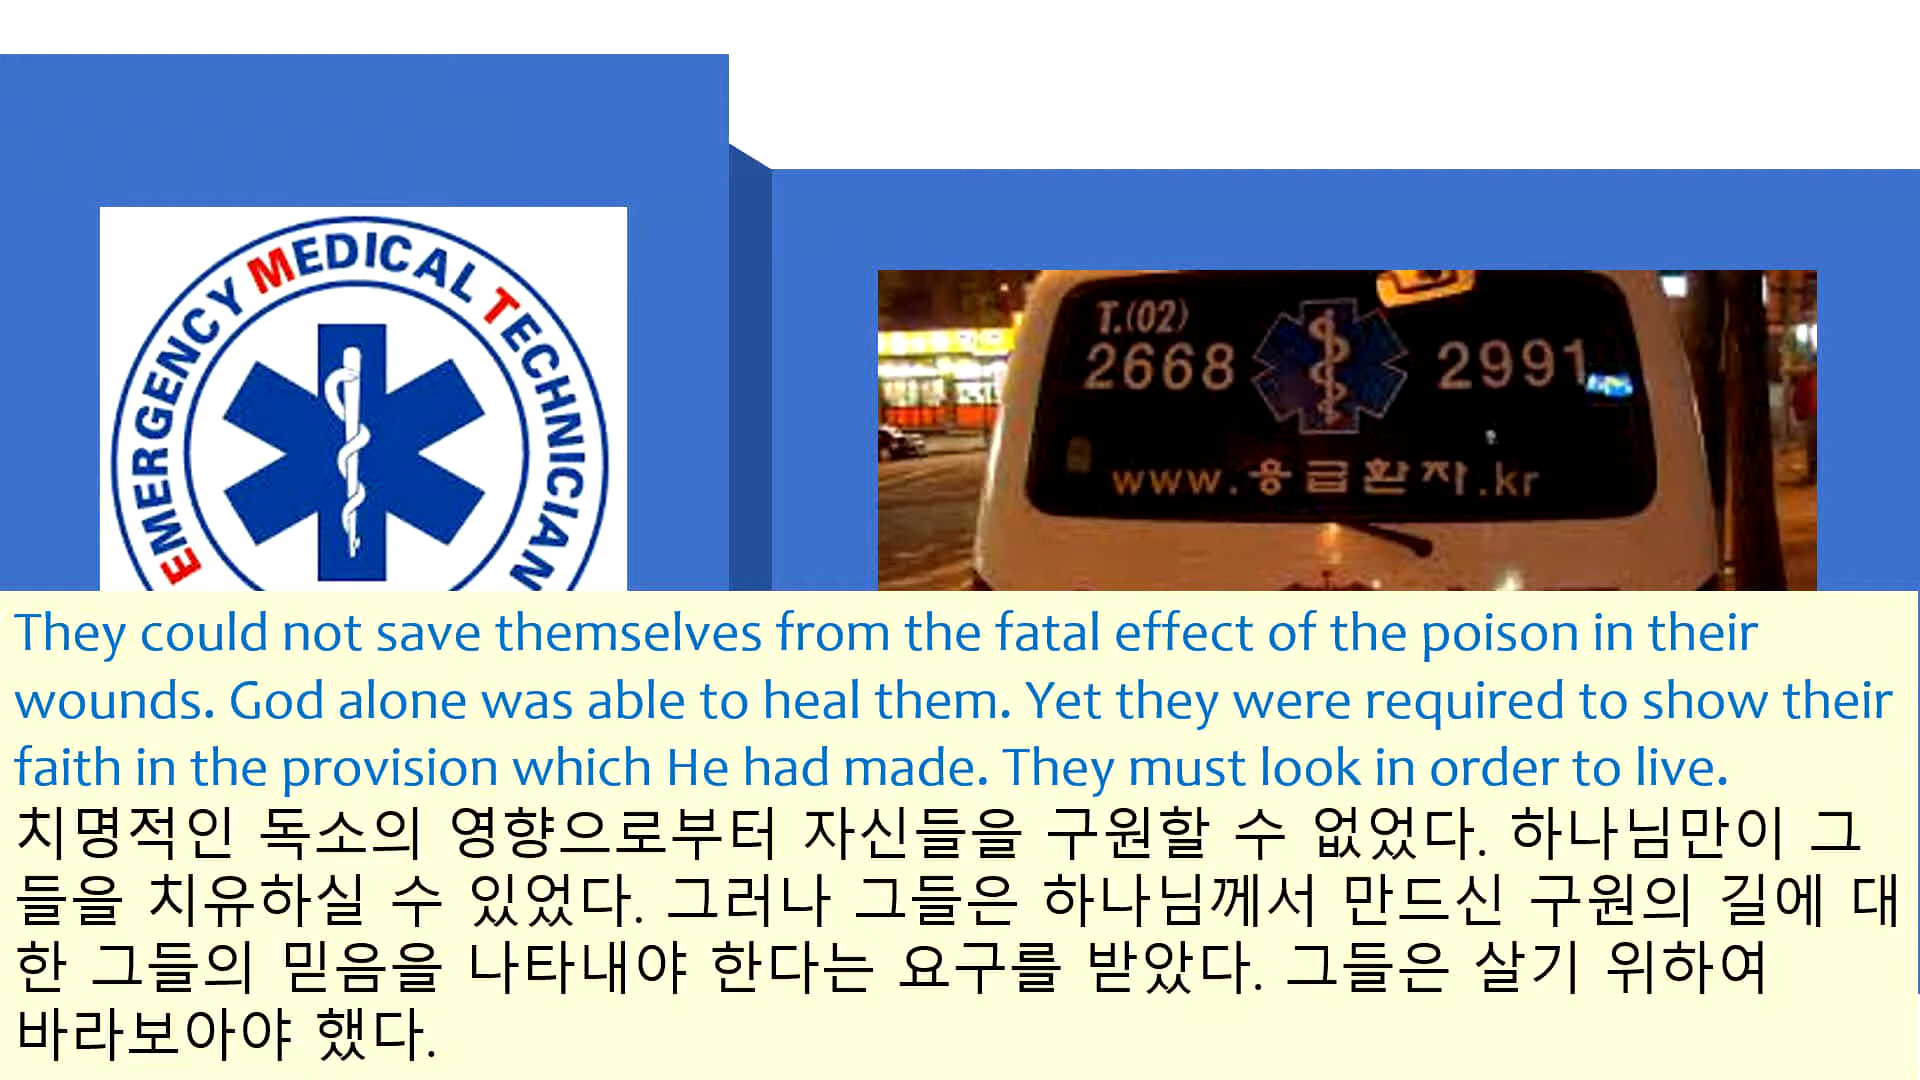 EMERGENCY MEDICAL TECHNICIAN
T.(02)
2668 2991
www.응급환자.kr
They could not save themselves from the fatal effect of the poison in their
wounds. God alone was able to heal them. Yet they were required to show their
faith in the provision which He had made. They must look in order to live.
치명적인 독소의 영향으로부터 자신들을 구원할 수 없었다. 하나님만이 그
들을 치유하실 수 있었다. 그러나 그들은 하나님께서 만드신 구원의 길에 대
한 그들의 믿음을 나타내야 한다는 요구를 받았다. 그들은 살기 위하여
바라보아야 했다.